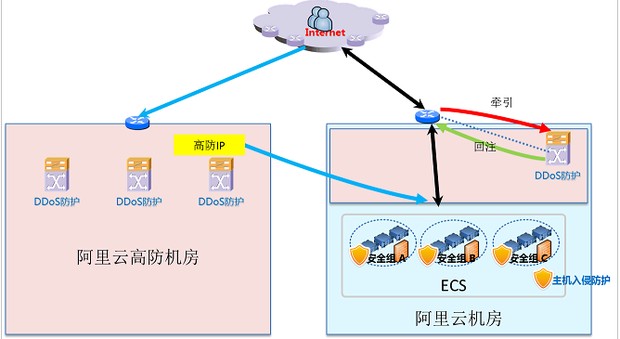 Internet
牵引
高防IP
回注
DDoS防护
DDoS防护
DDoS防护
DDoS防护
安全组A
安全组B
安全组C
阿里云高防机房
主机入侵防护
ECS
阿里云机房